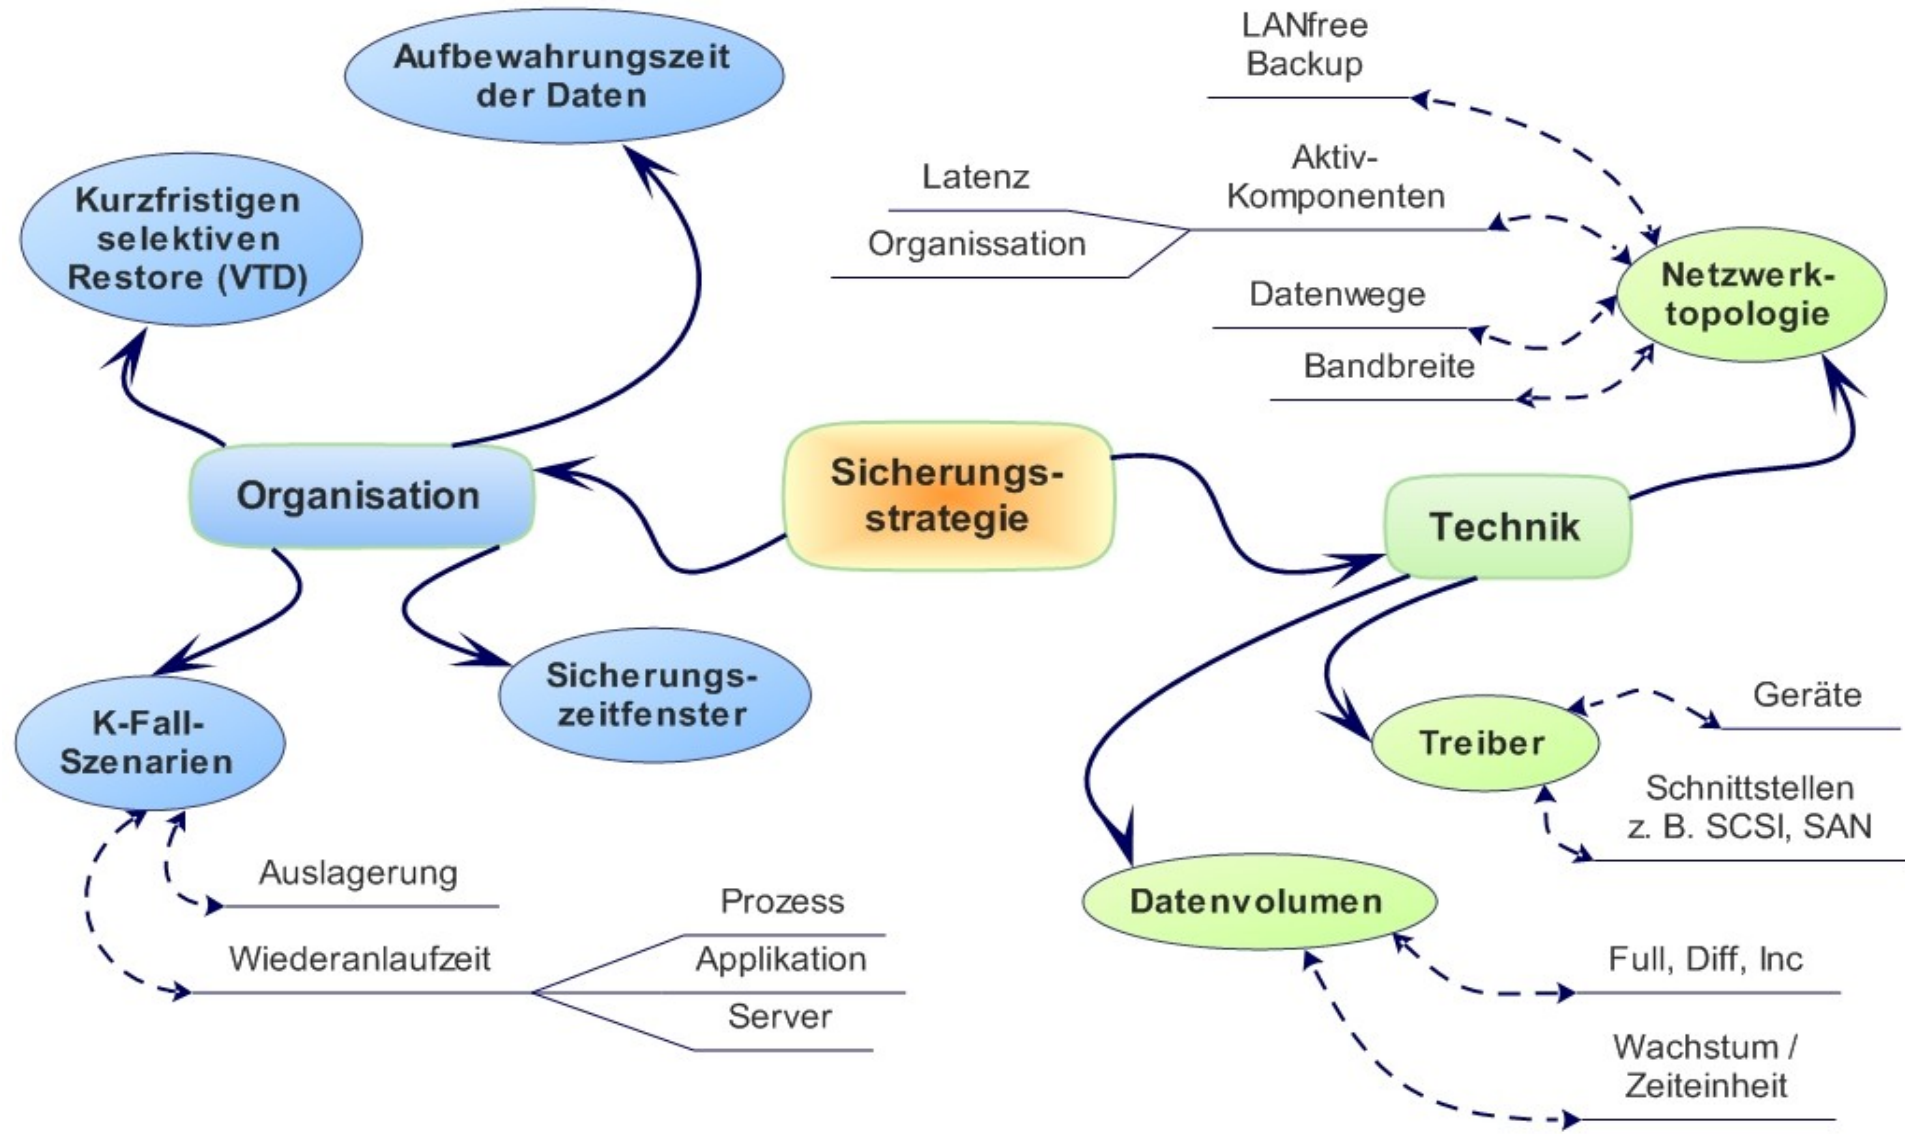 Aufbewahrungszeit
der Daten
Kurzfristigen
selektiven
Restore (VTD)
Organisation
K-Fall-
Szenarien
Sicherungs-
zeitfenster
Auslagerung
Wiederanlaufzeit
Prozess
Applikation
Server
Sicherungs-
strategie
LANfree
Backup
Aktiv-
Komponenten
Latenz
Organissation
Datenwege
Bandbreite
Netzwerk-
topologie
Technik
Treiber
Geräte
Schnittstellen
z. B. SCSI, SAN
Datenvolumen
Full, Diff, Inc
Wachstum /
Zeiteinheit